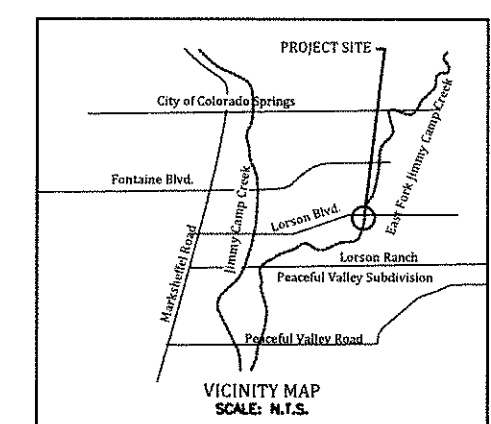 PROJECT SITE
City of Colorado Springs
East Fork Jimmy Camp Creek
Fontaine Blvd.
Jimmy Camp Creek
Lorson Blvd.
Marksheffel Road
Lorson Ranch
Peaceful Valley Subdivision
Peaceful Valley Road
VICINITY MAP
SCALE: N.T.S.